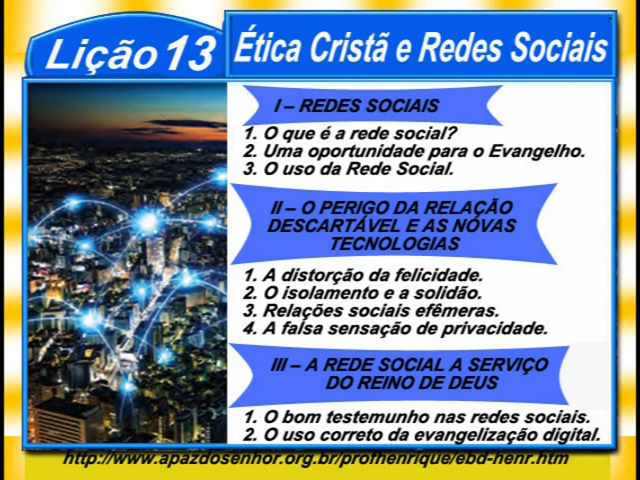 Lição 13
Ética Cristã e Redes Sociais
I – REDES SOCIAIS
1. O que é a rede social?
2. Uma oportunidade para o Evangelho.
3. O uso da Rede Social.
II – O PERIGO DA RELAÇÃO
DESCARTÁVEL E AS NOVAS
TECNOLOGIAS
1. A distorção da felicidade.
2. O isolamento e a solidão.
3. Relações sociais efêmeras.
4. A falsa sensação de privacidade.
III – A REDE SOCIAL A SERVIÇO
DO REINO DE DEUS
1. O bom testemunho nas redes sociais.
2. O uso correto da evangelização digital.
http://www.apazdosenhor.org.br/profhenrique/ebd-henr.htm